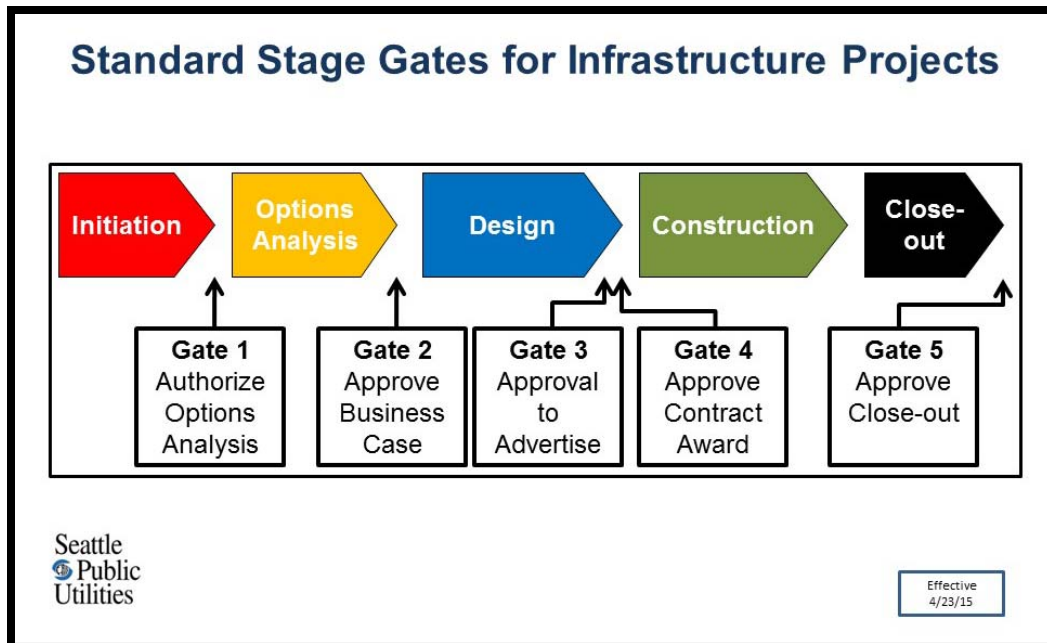 Standard Stage Gates for Infrastructure Projects
Initiation
Options
Analysis
Design
Construction
Close-
out
Gate 1
Authorize
Options
Analysis
Gate 2
Approve
Business
Case
Gate 3
Approval
to
Advertise
Gate 4
Approve
Contract
Award
Gate 5
Approve
Close-out
Seattle
Public
Utilities
Effective
4/23/15